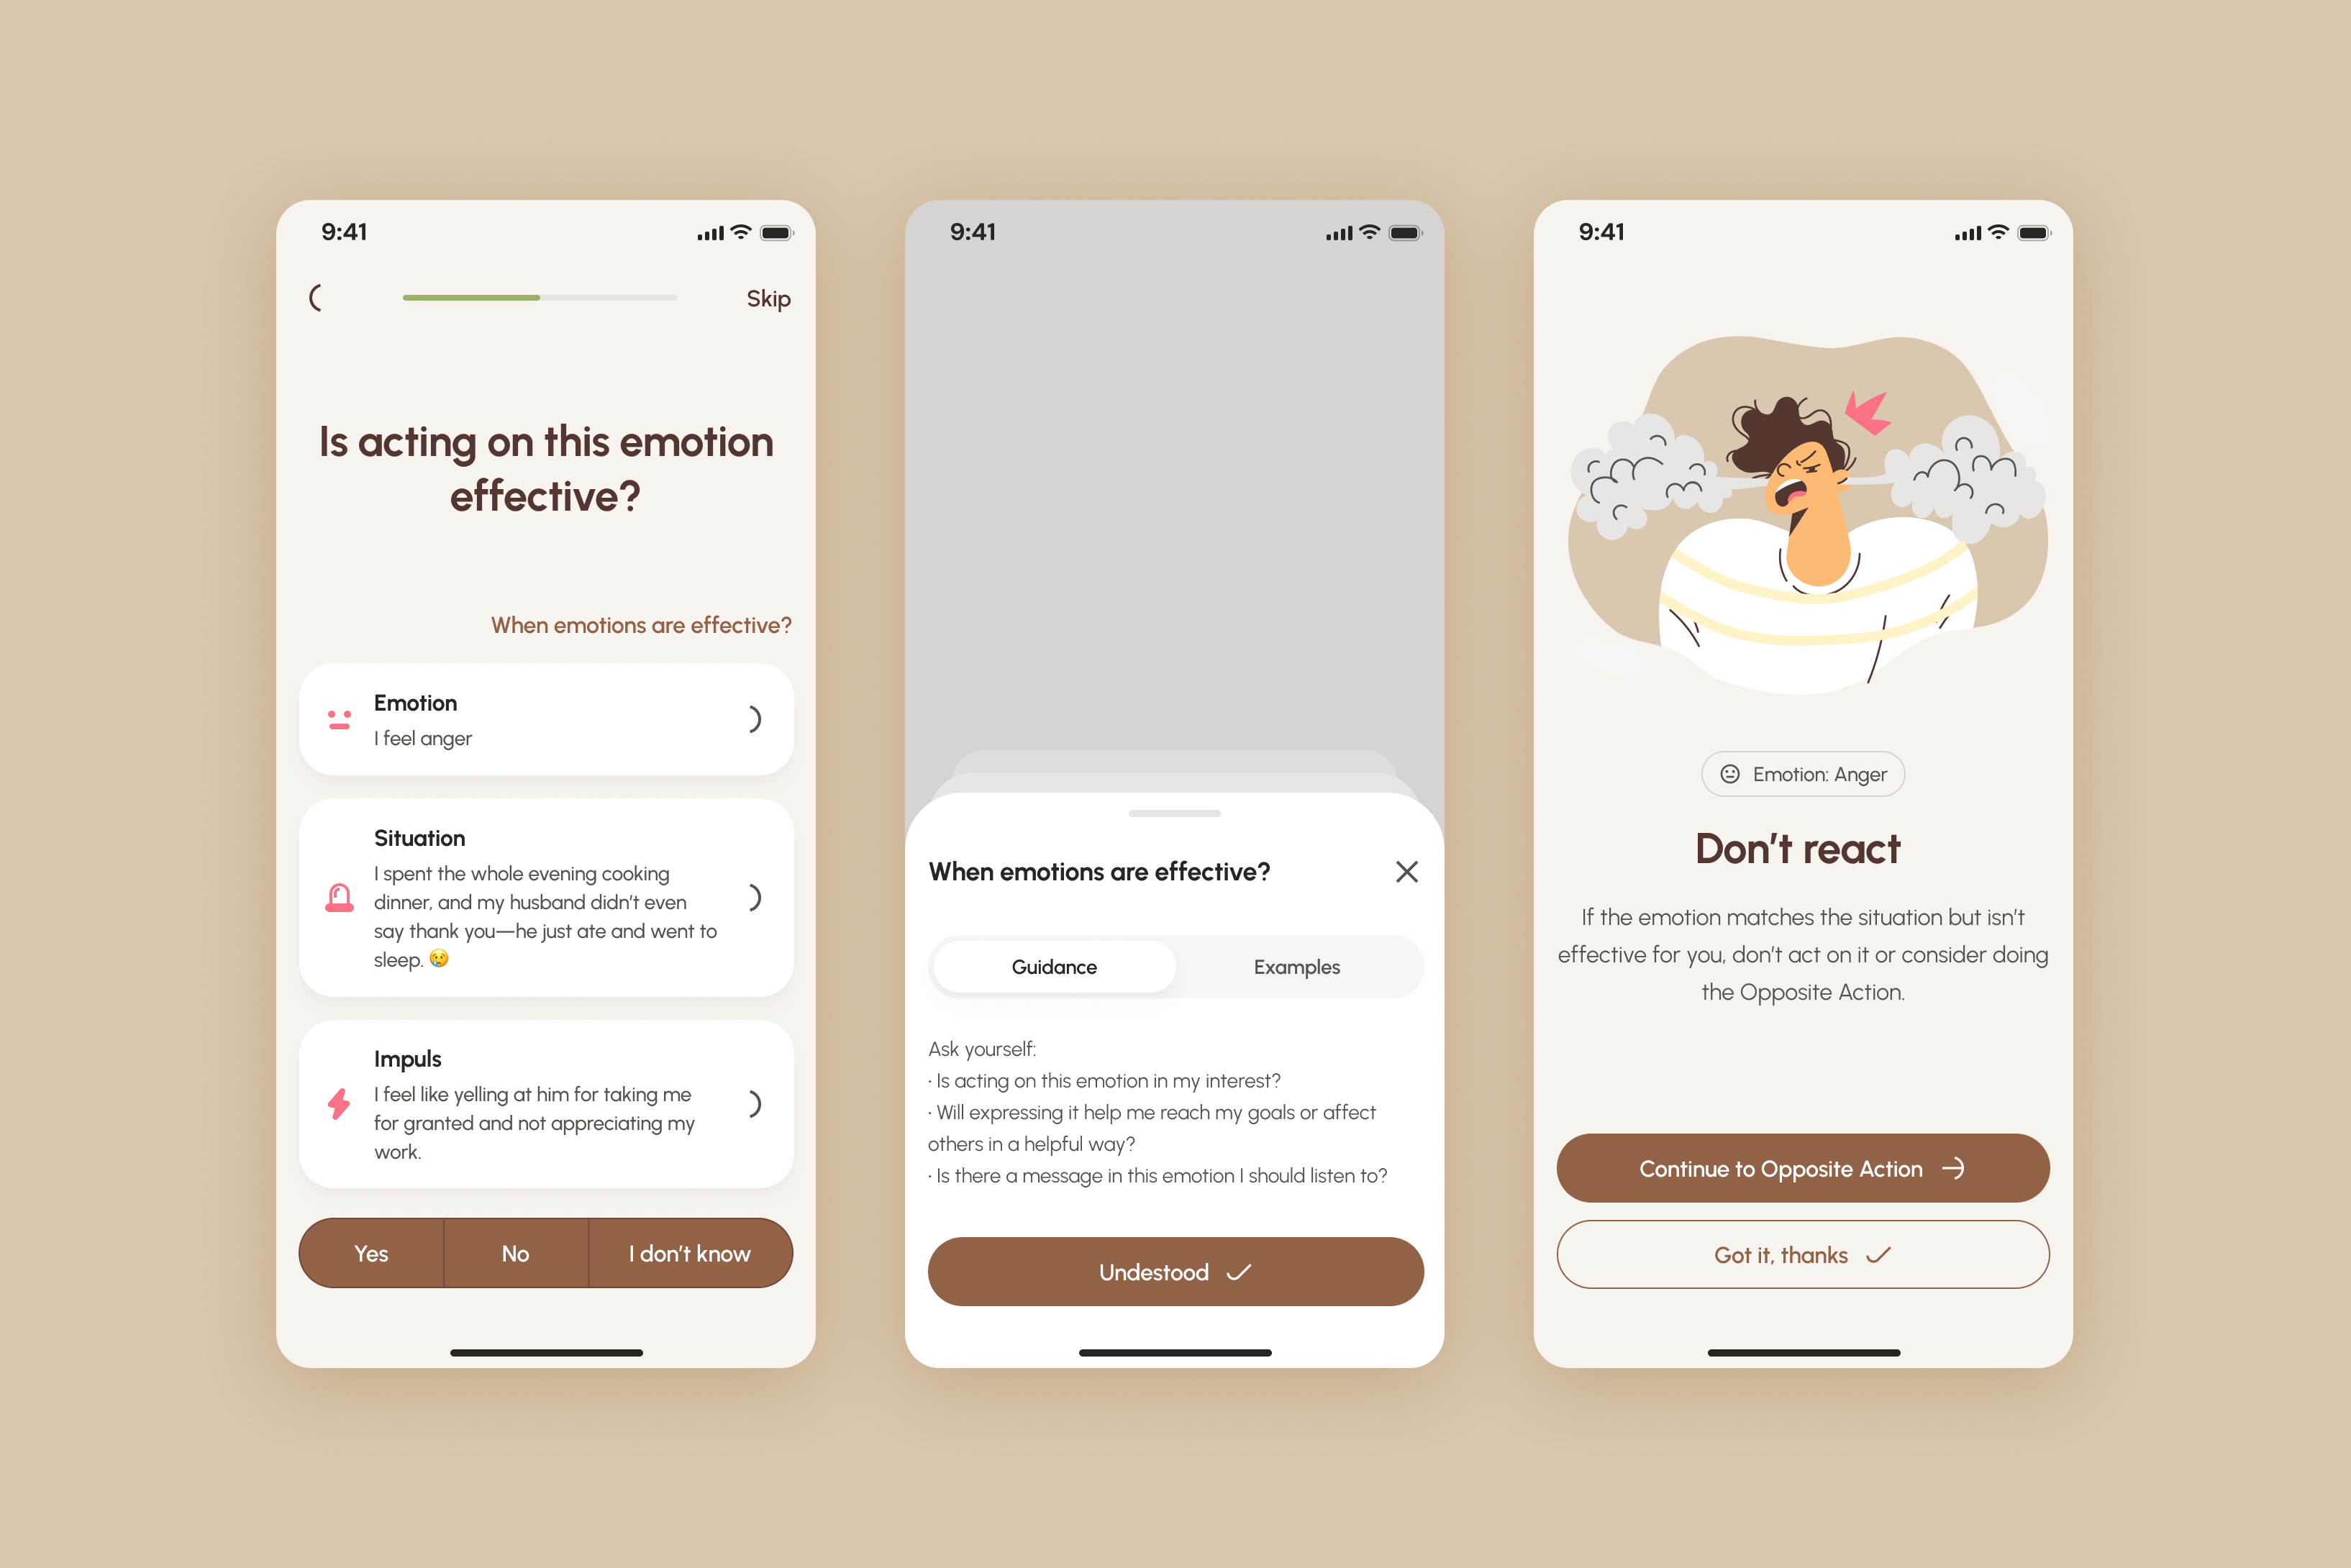 9:41
Skip
Is acting on this emotion
effective?
When emotions are effective?
Emotion
I feel anger
Situation
I spent the whole evening cooking
dinner, and my husband didn’t even
say thank you—he just ate and went to
sleep. 😢
Impuls
I feel like yelling at him for taking me
for granted and not appreciating my
work.
Yes
No
I don’t know
9:41
When emotions are effective?
Guidance
Examples
Ask yourself:
· Is acting on this emotion in my interest?
· Will expressing it help me reach my goals or affect
others in a helpful way?
· Is there a message in this emotion I should listen to?
Undestood
9:41
Emotion: Anger
Don’t react
If the emotion matches the situation but isn’t
effective for you, don’t act on it or consider doing
the Opposite Action.
Continue to Opposite Action
Got it, thanks